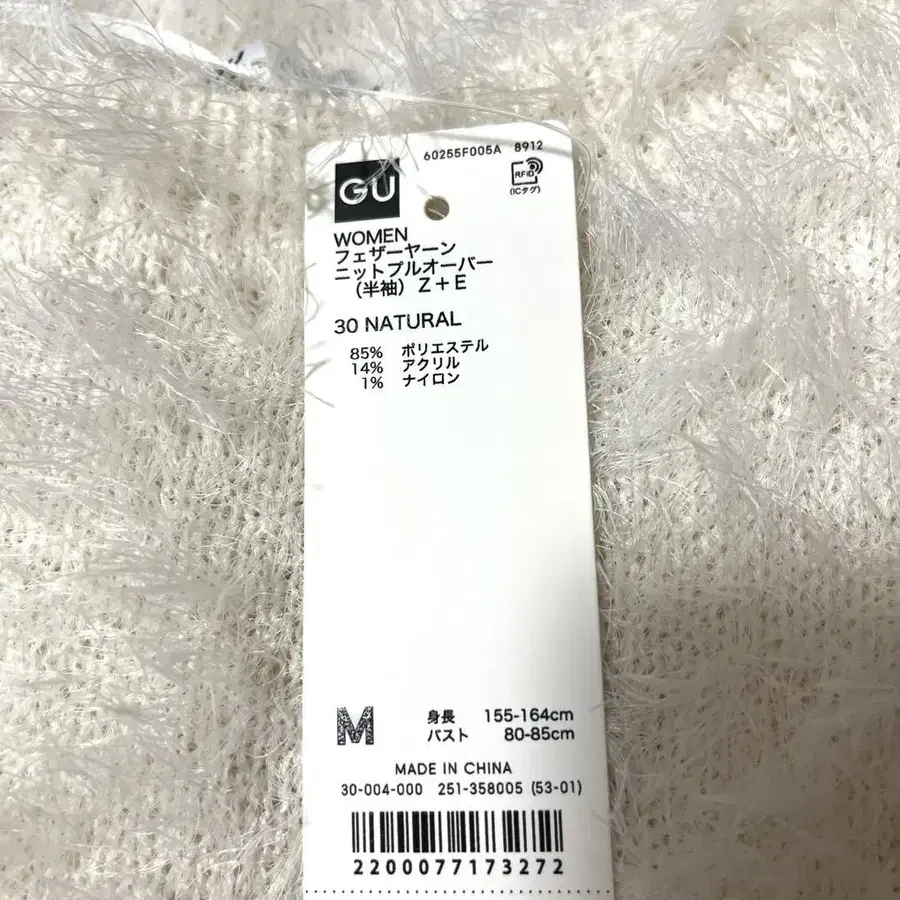 60255F005A 8912
GU
RFID
(ICタグ)
WOMEN
フェザーヤーン
ニットプルオーバー
(半袖) Z+E
30 NATURAL
85% ポリエステル
14% アクリル
1% ナイロン
M 身長 155-164cm
バスト 80-85cm
MADE IN CHINA
30-004-000 251-358005 (53-01)
2200077173272